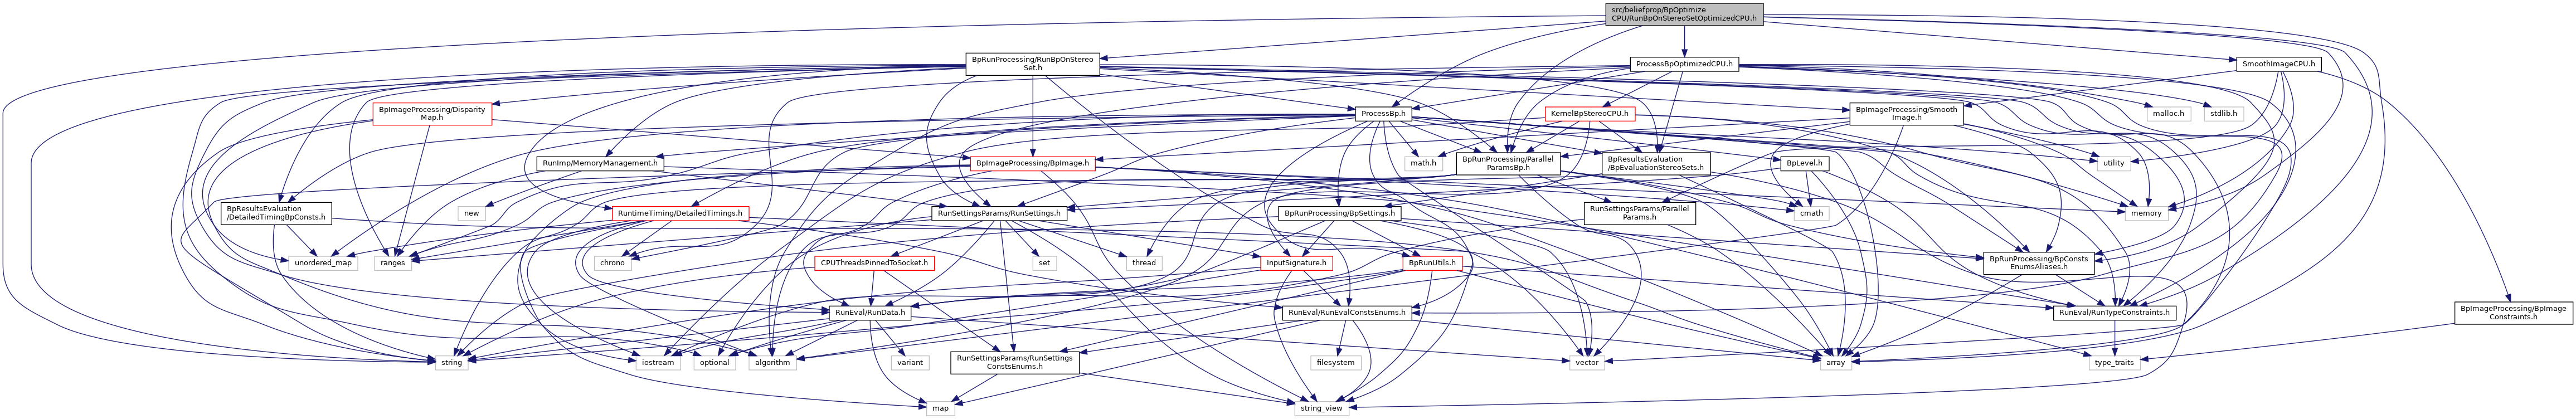 src/beliefprop/BpOptimize
CPU/RunBpOnStereoSetOptimizedCPU.h
BpRunProcessing/RunBpOnStereo
Set.h
ProcessBpOptimizedCPU.h
SmoothImageCPU.h
BpImageProcessing/Disparity
Map.h
ProcessBp.h
KernelBpStereoCPU.h
BpImageProcessing/Smooth
Image.h
malloc.h
stdlib.h
RunImp/MemoryManagement.h
BpImageProcessing/BpImage.h
math.h
BpRunProcessing/Parallel
ParamsBp.h
BpResultsEvaluation
/BpEvaluationStereoSets.h
BpLevel.h
utility
BpResultsEvaluation
/DetailedTimingBpConsts.h
new
RuntimeTiming/DetailedTimings.h
RunSettingsParams/RunSettings.h
BpRunProcessing/BpSettings.h
RunSettingsParams/Parallel
Params.h
cmath
memory
unordered_map
ranges
chrono
CPUThreadsPinnedToSocket.h
set
thread
InputSignature.h
BpRunUtils.h
BpRunProcessing/BpConsts
EnumsAliases.h
RunEval/RunData.h
RunEval/RunEvalConstsEnums.h
RunEval/RunTypeConstraints.h
BpImageProcessing/BpImage
Constraints.h
string
iostream
optional
algorithm
variant
RunSettingsParams/RunSettings
ConstsEnums.h
filesystem
vector
array
type_traits
map
string_view